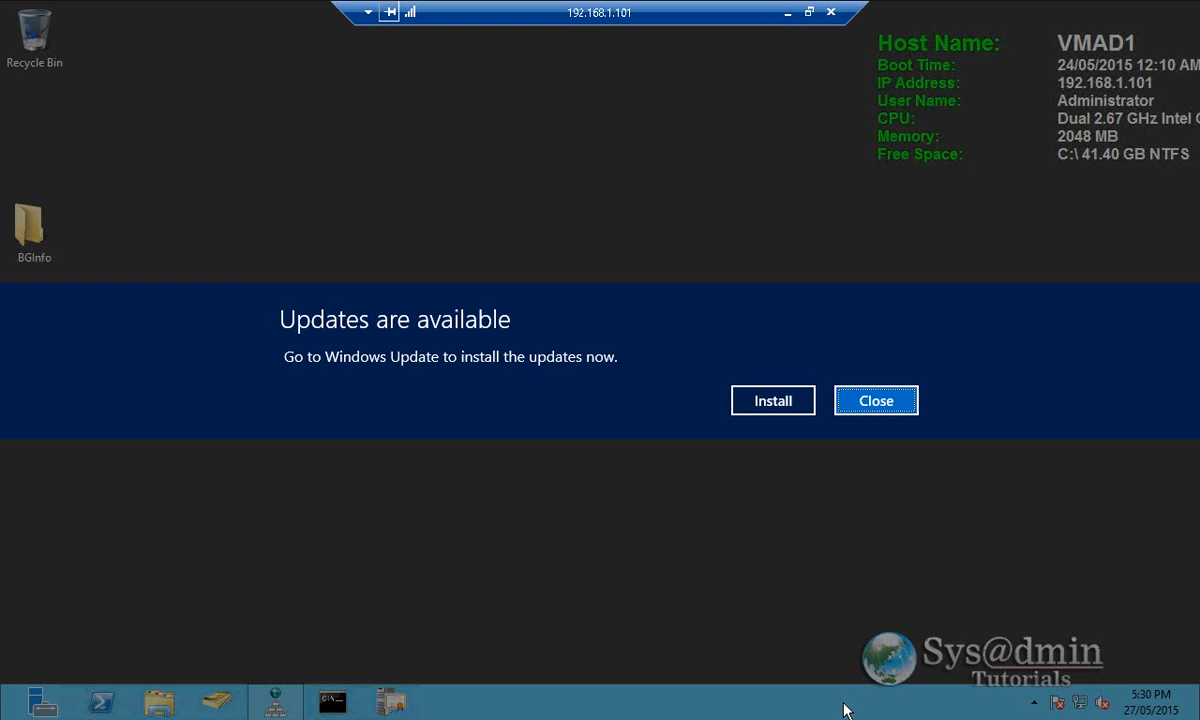 192.168.1.101
Recycle Bin
Host Name: VMAD1
Boot Time: 24/05/2015 12:10 AM
IP Address: 192.168.1.101
User Name: Administrator
CPU: Dual 2.67 GHz Intel
Memory: 2048 MB
Free Space: C:\ 41.40 GB NTFS
BGInfo
Updates are available
Go to Windows Update to install the updates now.
Install
Close
Sys@dmin
Tutorials
C:\
5:30 PM
27/05/2015